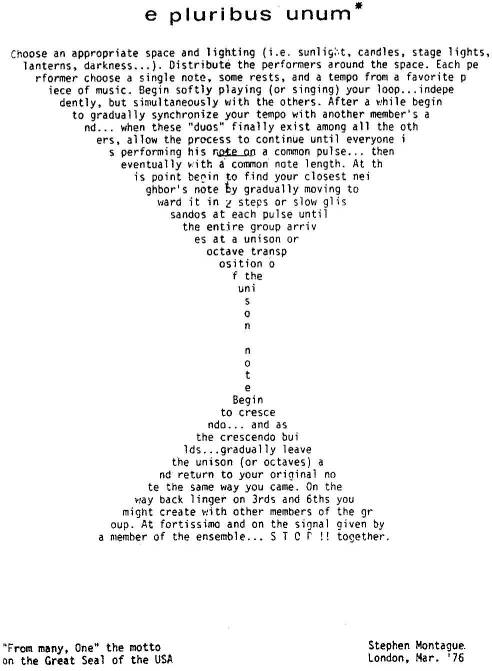 e pluribus unum*
Choose an appropriate space and lighting (i.e. sunlight, candles, stage lights,
lanterns, darkness...). Distribute the performers around the space. Each pe
rformer choose a single note, some rests, and a tempo from a favorite p
iece of music. Begin softly playing (or singing) your loop...indepe
dently, but simultaneously with the others. After a while begin
to gradually synchronize your tempo with another member's a
nd... when these "duos" finally exist among all the oth
ers, allow the process to continue until everyone i
s performing his note on a common pulse... then
eventually with a common note length. At th
is point begin to find your closest nei
ghbor's note by gradually moving to
ward it in ½ steps or slow glis
sandos at each pulse until
the entire group arriv
es at a unison or
octave transp
osition o
f the
uni
s
o
n
n
o
t
e
Begin
to cresce
ndo... and as
the crescendo bui
lds...gradually leave
the unison (or octaves) a
nd return to your original no
te the same way you came. On the
way back linger on 3rds and 6ths you
might create with other members of the gr
oup. At fortissimo and on the signal given by
a member of the ensemble... S T O P !! together.
"From many, One" the motto
on the Great Seal of the USA
Stephen Montague.
London, Mar. '76